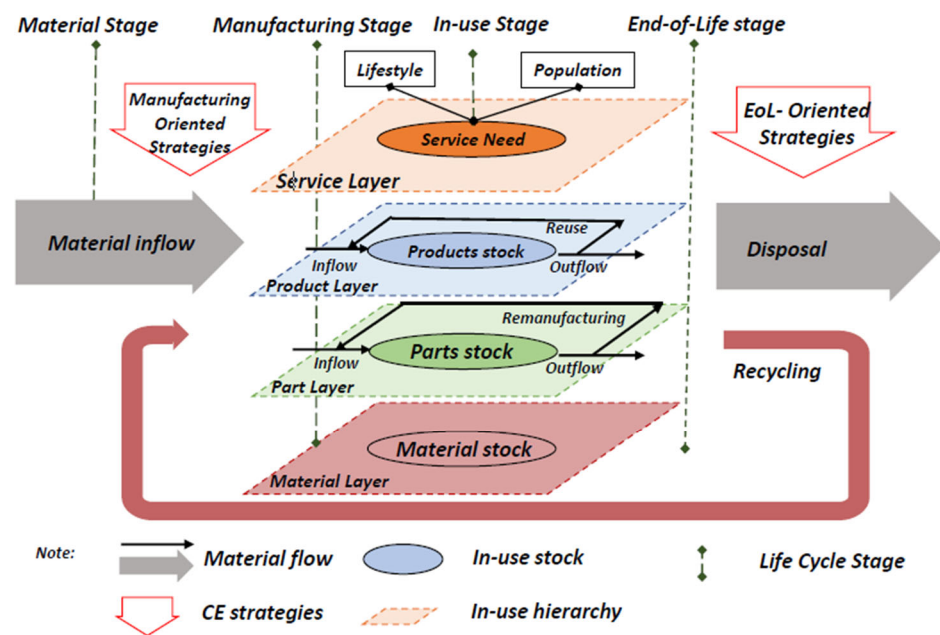 Material Stage
Manufacturing Stage
In-use Stage
End-of-Life stage
Lifestyle
Population
Manufacturing
Oriented
Strategies
EoL- Oriented
Strategies
Service Need
Service Layer
Material inflow
Reuse
Products stock
Inflow
Outflow
Product Layer
Disposal
Remanufacturing
Parts stock
Inflow
Outflow
Part Layer
Recycling
Material stock
Material Layer
Note:
Material flow
In-use stock
Life Cycle Stage
CE strategies
In-use hierarchy